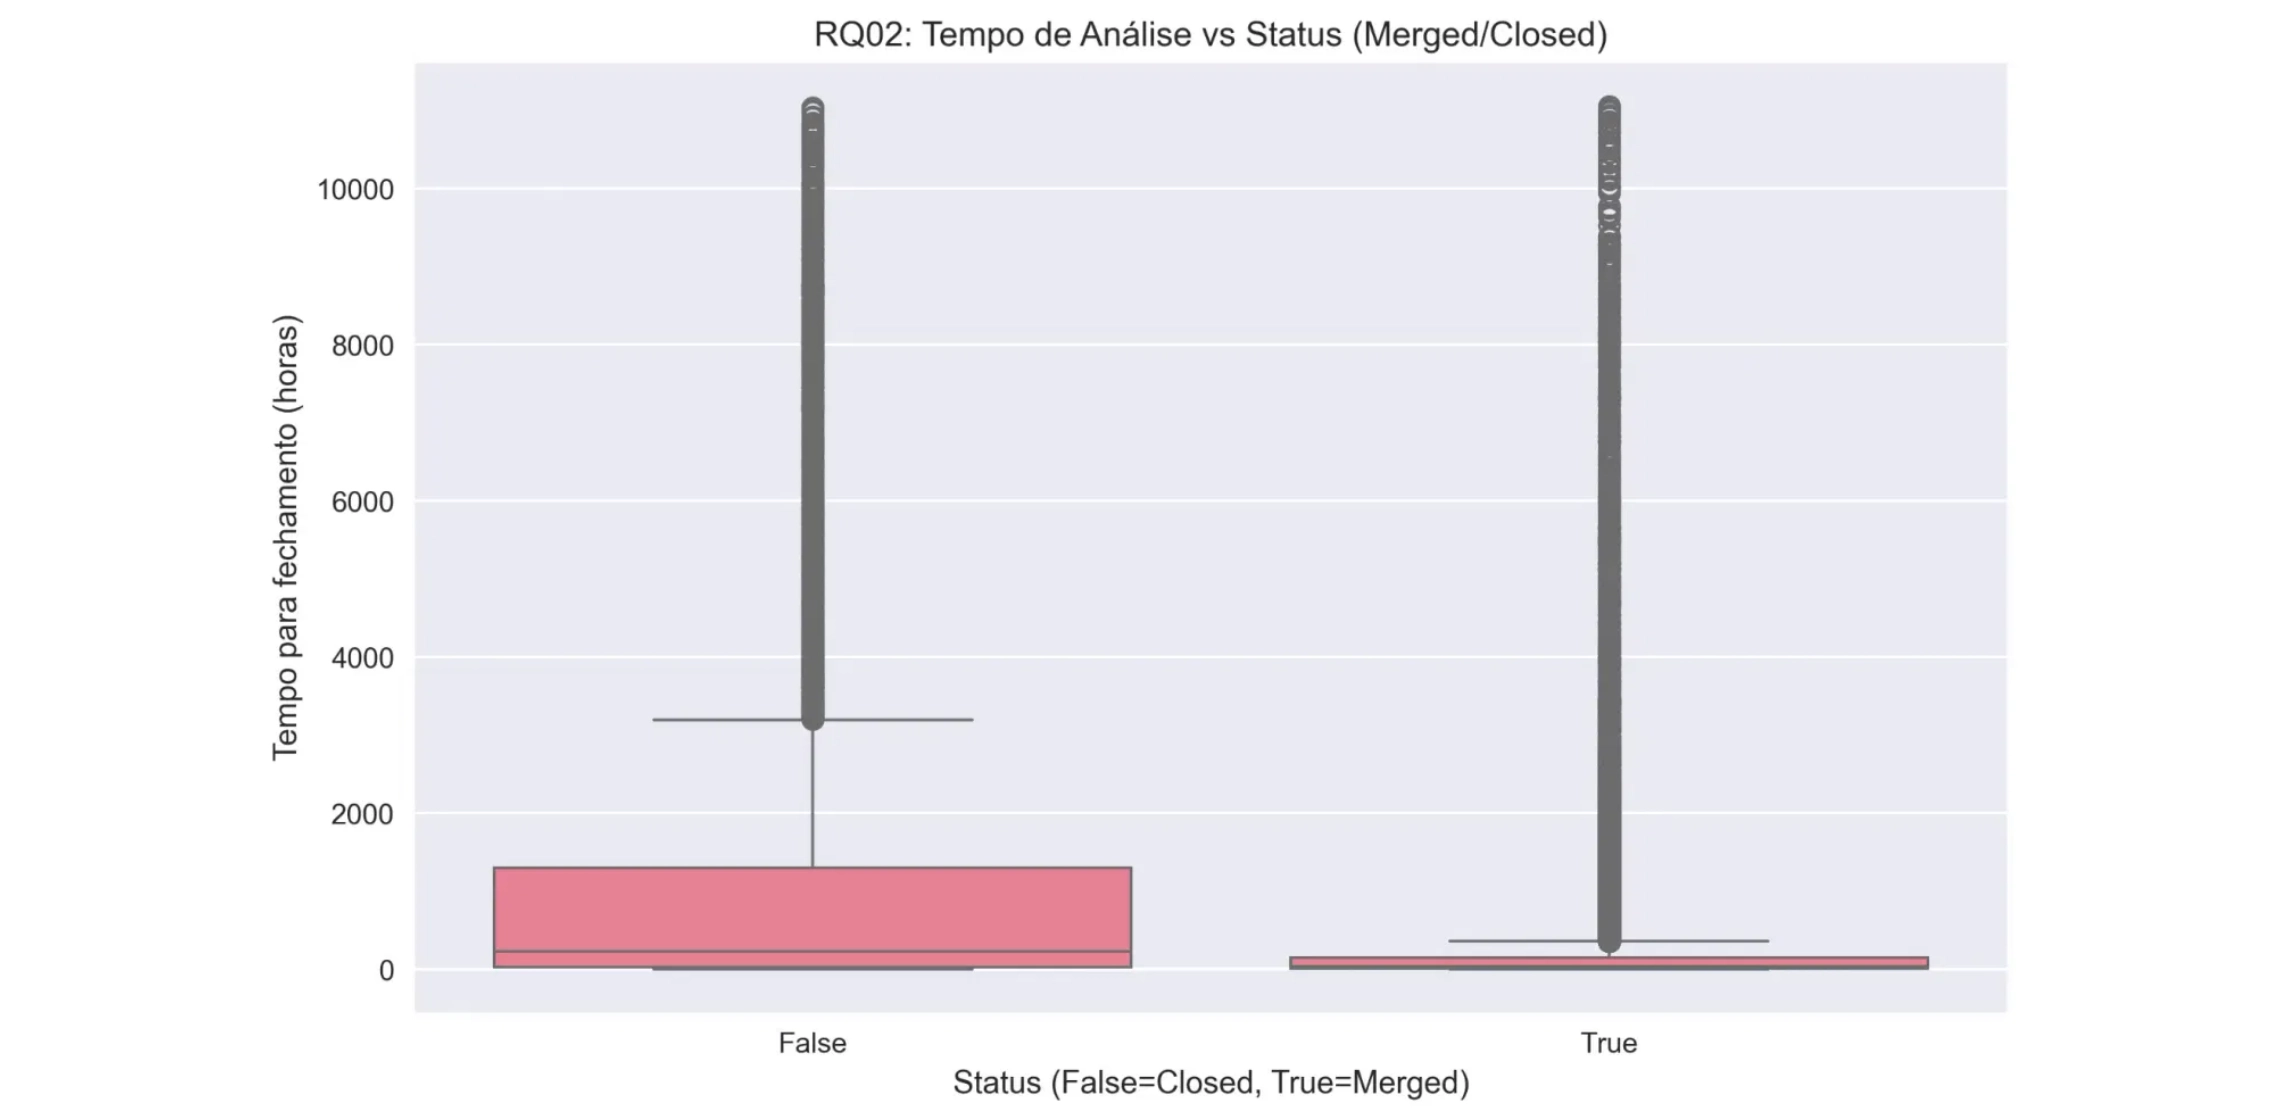 RQ02: Tempo de Análise vs Status (Merged/Closed)
Tempo para fechamento (horas)
10000
8000
6000
4000
2000
0
False
True
Status (False=Closed, True=Merged)